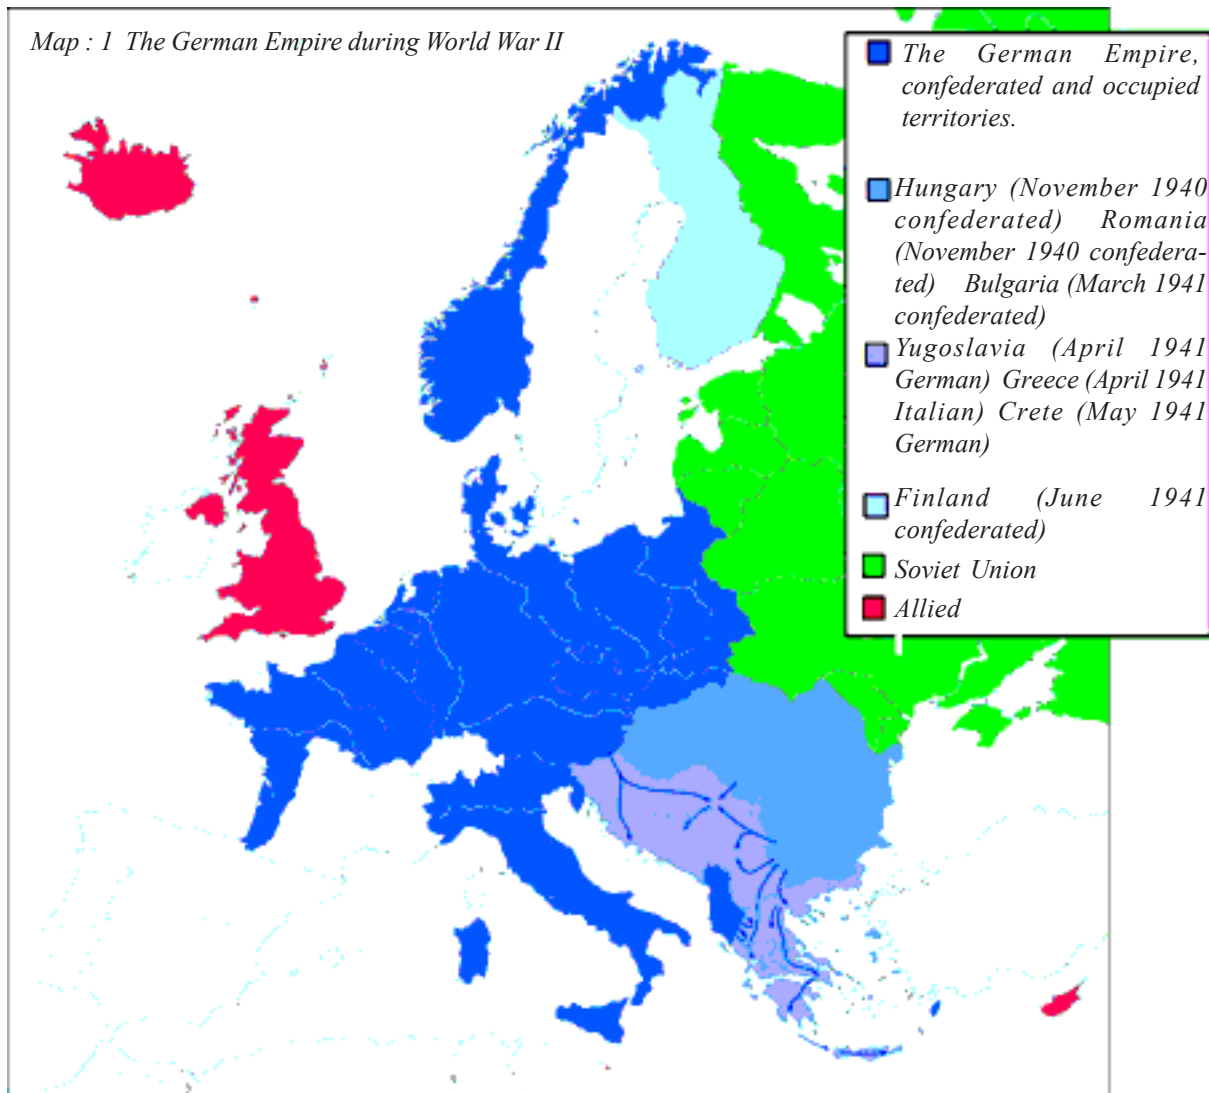 Map : 1 The German Empire during World War II
The German Empire,
confederated and occupied
territories.
Hungary (November 1940
confederated) Romania
(November 1940 confedera-
ted) Bulgaria (March 1941
confederated)
Yugoslavia (April 1941
German) Greece (April 1941
Italian) Crete (May 1941
German)
Finland (June 1941
confederated)
Soviet Union
Allied